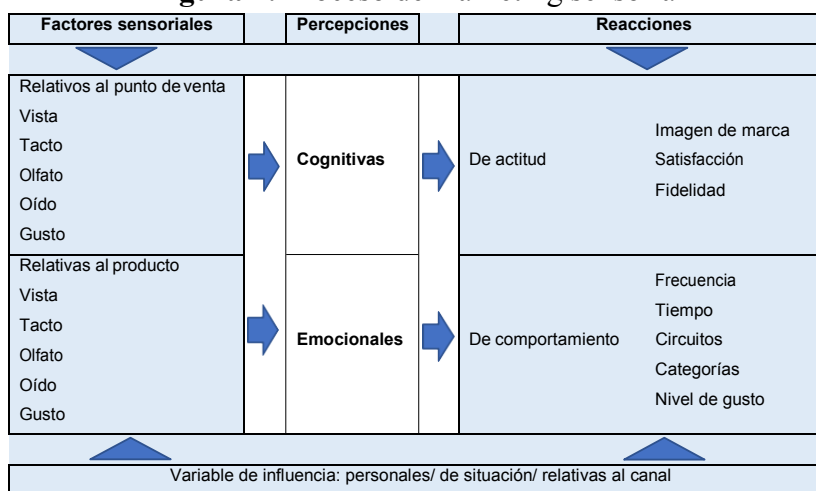 Factores sensoriales
Percepciones
Reacciones
Relativos al punto de venta
Vista
Tacto
Olfato
Oído
Gusto
Cognitivas
De actitud
Imagen de marca
Satisfacción
Fidelidad
Relativas al producto
Vista
Tacto
Olfato
Oído
Gusto
Emocionales
De comportamiento
Frecuencia
Tiempo
Circuitos
Categorías
Nivel de gusto
Variable de influencia: personales/ de situación/ relativas al canal